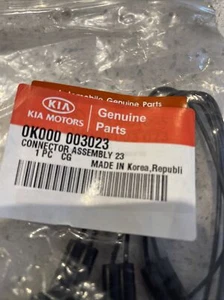 Automobile Genuine Parts
KIA
KIA MOTORS
Genuine
Parts
0K000 003023
CONNECTOR ASSEMBLY 23
1 PC CG
MADE IN Korea,Republi